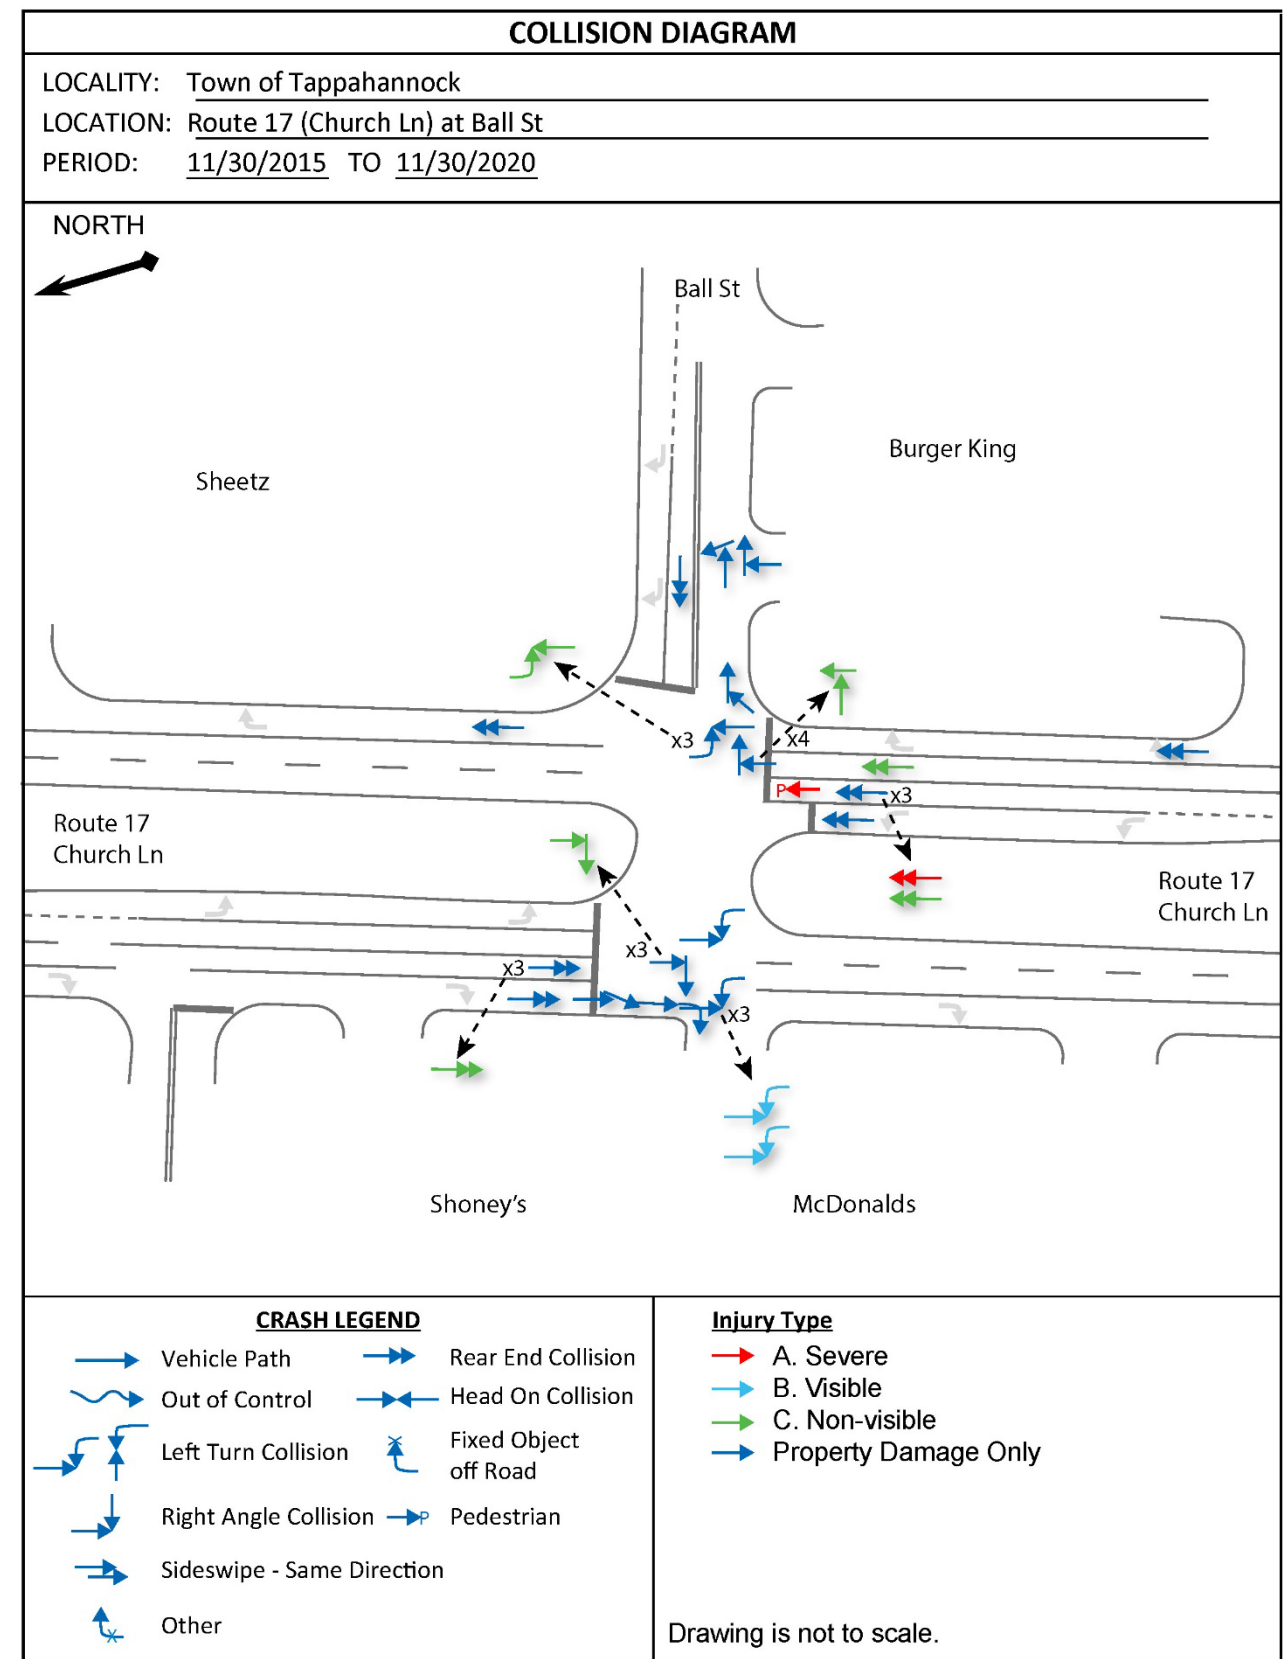 COLLISION DIAGRAM
LOCALITY: Town of Tappahannock
LOCATION: Route 17 (Church Ln) at Ball St
PERIOD: 11/30/2015 TO 11/30/2020
NORTH
Ball St
Burger King
Sheetz
x3
x4
P
x3
Route 17
Church Ln
Route 17
Church Ln
x3
x3
x3
Shoney's
McDonalds
CRASH LEGEND
Vehicle Path
Rear End Collision
Out of Control
Head On Collision
Left Turn Collision
Fixed Object
off Road
Right Angle Collision
P
Pedestrian
Sideswipe - Same Direction
Other
Injury Type
A. Severe
B. Visible
C. Non-visible
Property Damage Only
Drawing is not to scale.